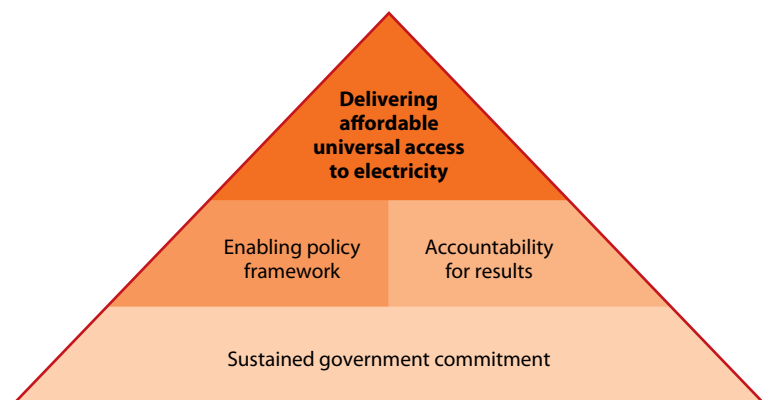 Delivering
affordable
universal access
to electricity
Enabling policy
framework
Accountability
for results
Sustained government commitment